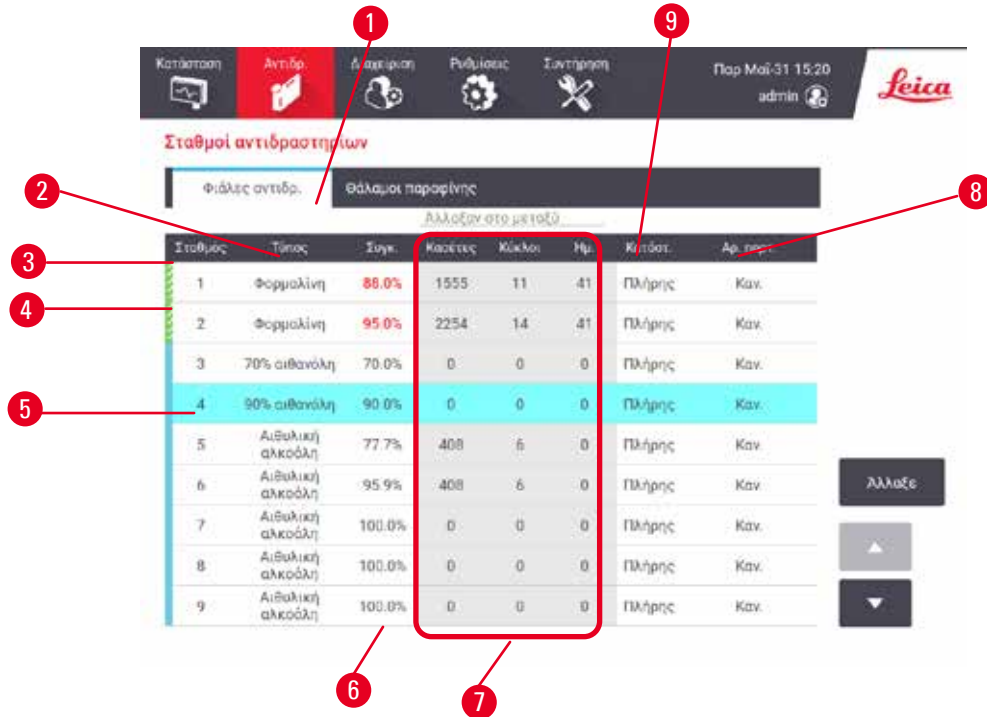 1 9
Κατάσταση Αντιδρ. Διαχείριση Ρυθμίσεις Συντήρηση Παρ Μαϊ-31 15:20
admin Leica
Σταθμοί αντιδραστηρίων
Φιάλες αντιδρ. Θάλαμοι παραφίνης
2 8
Άλλαξαν στο μεταξύ
Σταθμός Τύπος Συγκ. Κασέτες Κύκλοι Ημ. Κατάστ. Αρ. παρτ.
3
1 Φορμαλίνη 88.0% 1555 11 41 Πλήρης Καν.
4
2 Φορμαλίνη 95.0% 2254 14 41 Πλήρης Καν.
3 70% αιθανόλη 70.0% 0 0 0 Πλήρης Καν.
5
4 90% αιθανόλη 90.0% 0 0 0 Πλήρης Καν.
5 Αιθυλική αλκοόλη 77.7% 408 6 0 Πλήρης Καν.
6 Αιθυλική αλκοόλη 95.9% 408 6 0 Πλήρης Καν.
Άλλαξε
7 Αιθυλική αλκοόλη 100.0% 0 0 0 Πλήρης Καν.
8 Αιθυλική αλκοόλη 100.0% 0 0 0 Πλήρης Καν.
9 Αιθυλική αλκοόλη 100.0% 0 0 0 Πλήρης Καν.
6 7